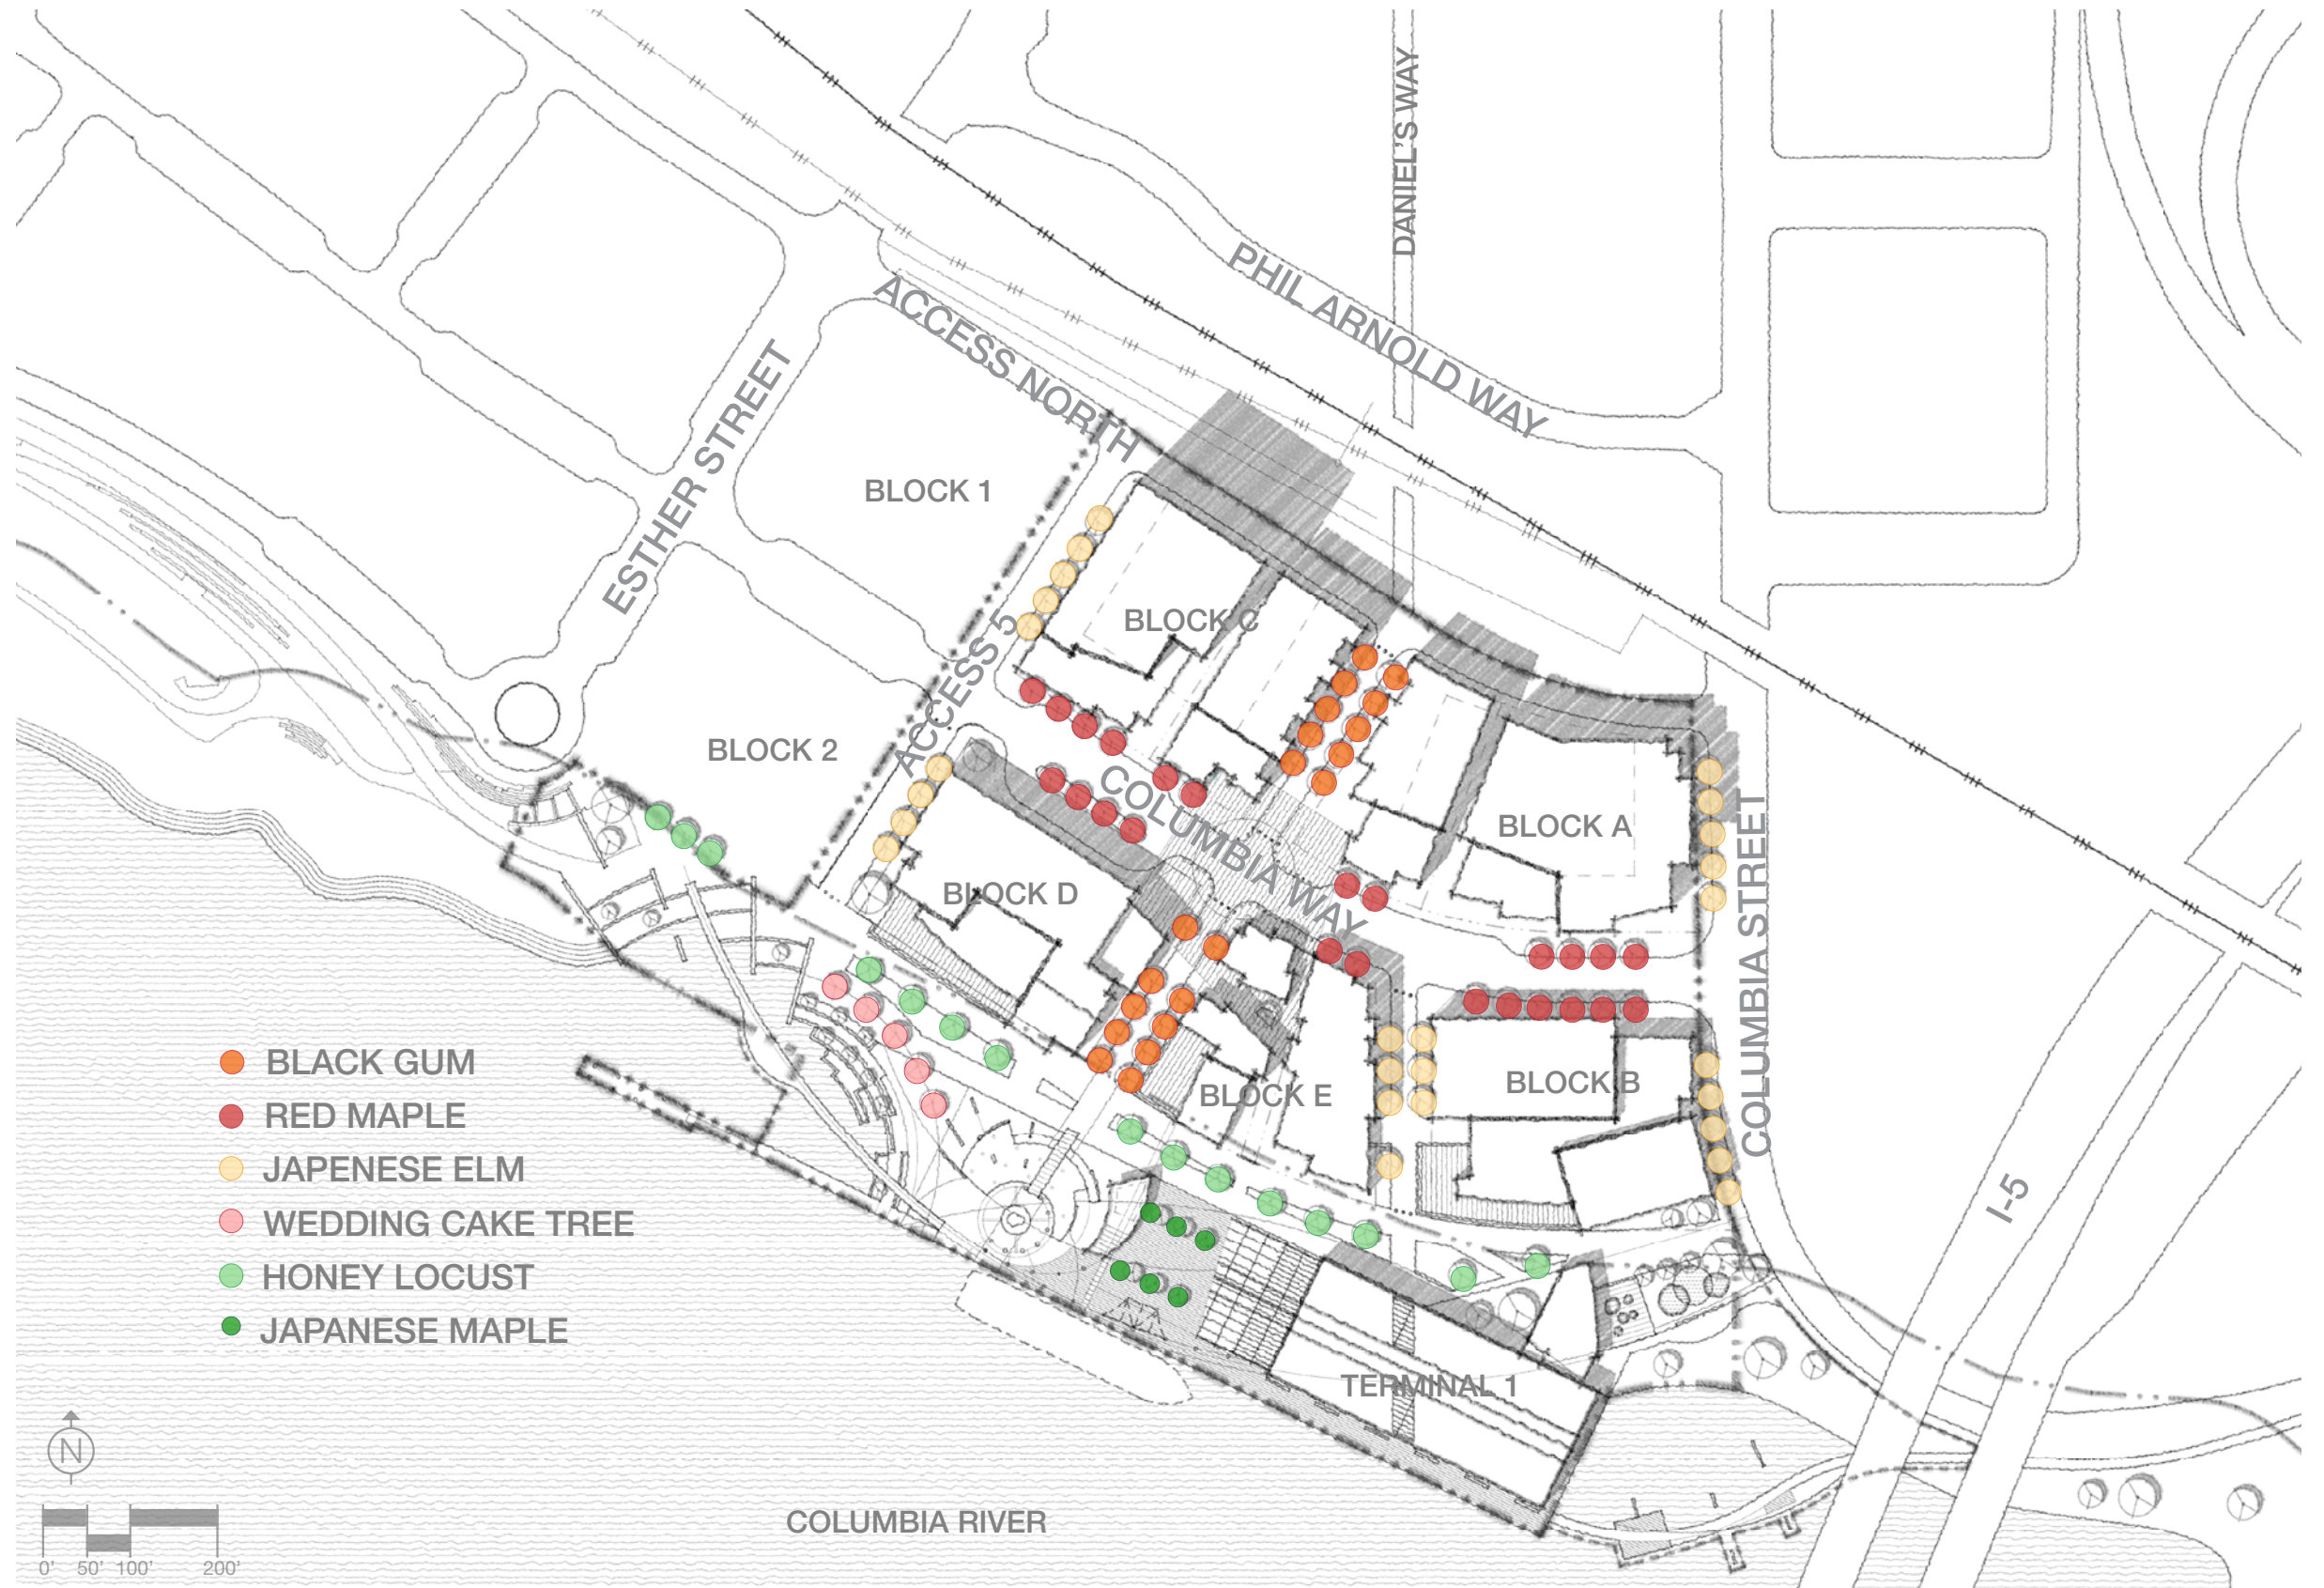 DANIEL'S WAY
PHIL ARNOLD WAY
ACCESS NORTH
ESTHER STREET
BLOCK 1
BLOCK C
ACCESS 5
BLOCK 2
COLUMBIA WAY
BLOCK A
COLUMBIA STREET
BLOCK D
BLOCK E
BLOCK B
BLACK GUM
RED MAPLE
JAPENESE ELM
WEDDING CAKE TREE
HONEY LOCUST
JAPANESE MAPLE
I-5
TERMINAL 1
N
COLUMBIA RIVER
0' 50' 100' 200'